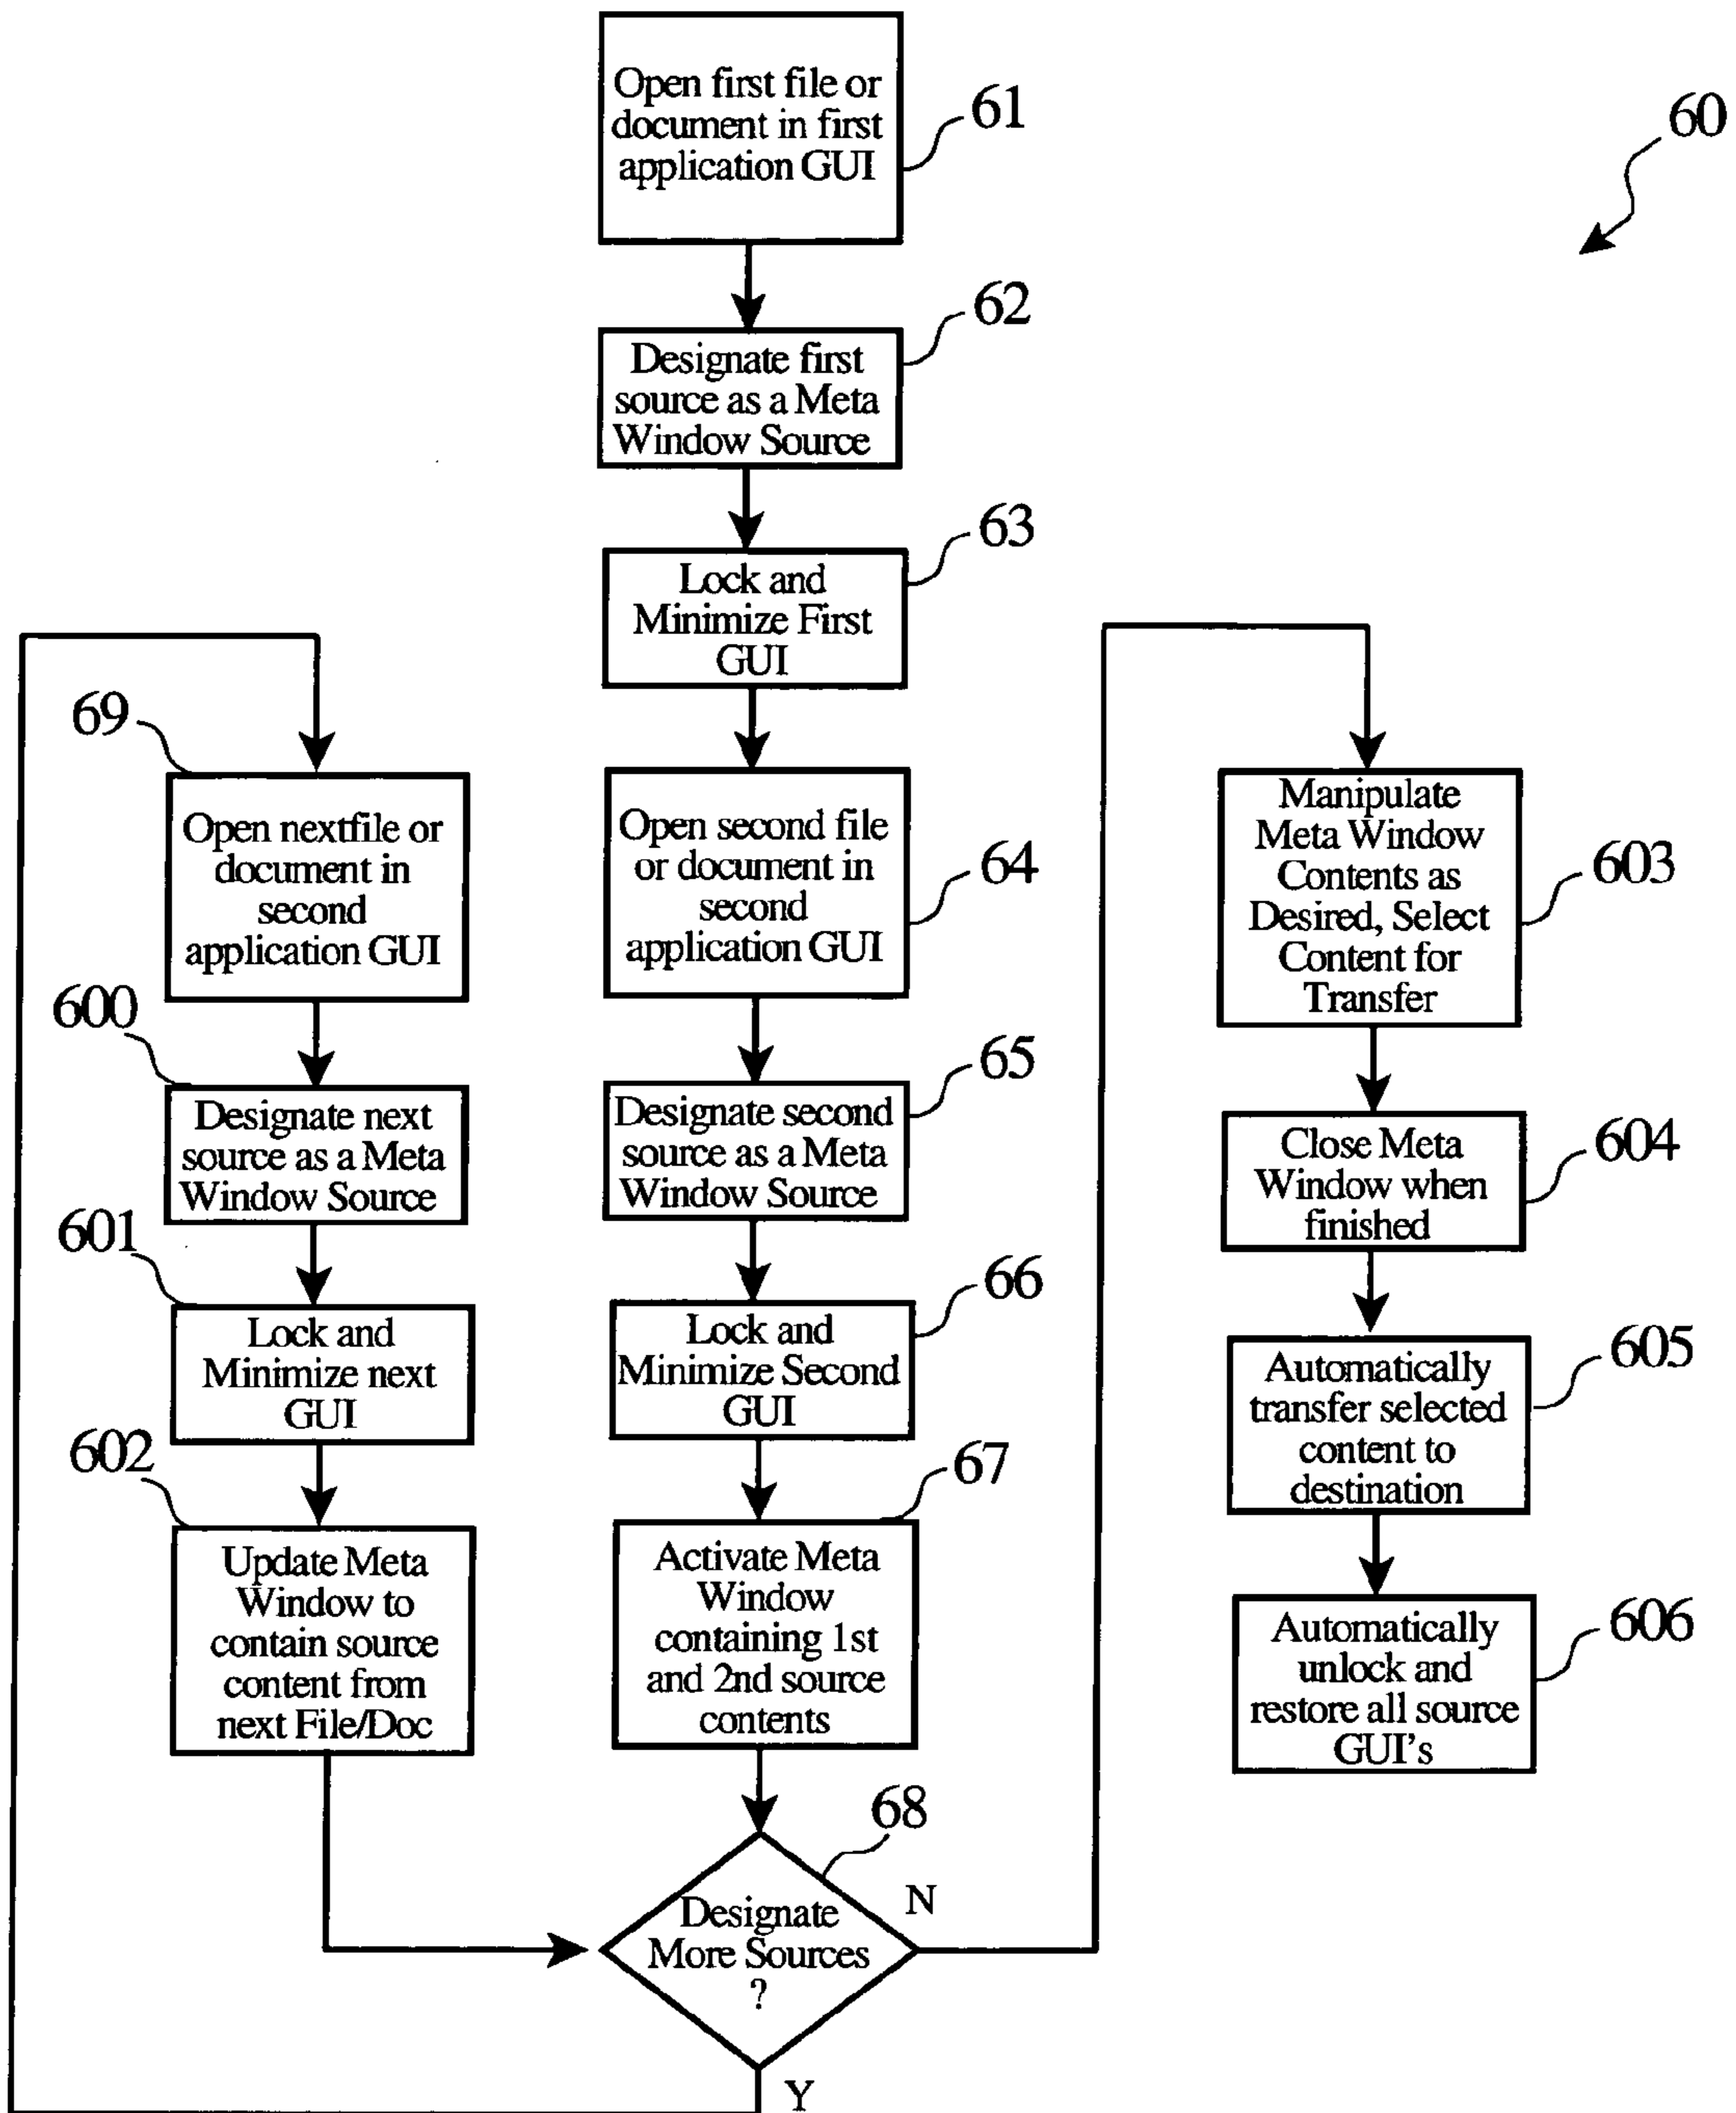 Open first file or
document in first
application GUI
61
60
Designate first
source as a Meta
Window Source
62
Lock and
Minimize First
GUI
63
Open second file
or document in
second
application GUI
64
Designate second
source as a Meta
Window Source
65
Lock and
Minimize Second
GUI
66
Activate Meta
Window
containing 1st
and 2nd source
contents
67
Designate
More Sources
?
68
N
Y
69
Open nextfile or
document in
second
application GUI
600
Designate next
source as a Meta
Window Source
601
Lock and
Minimize next
GUI
602
Update Meta
Window to
contain source
content from
next File/Doc
Manipulate
Meta Window
Contents as
Desired, Select
Content for
Transfer
603
Close Meta
Window when
finished
604
Automatically
transfer selected
content to
destination
605
Automatically
unlock and
restore all source
GUI's
606